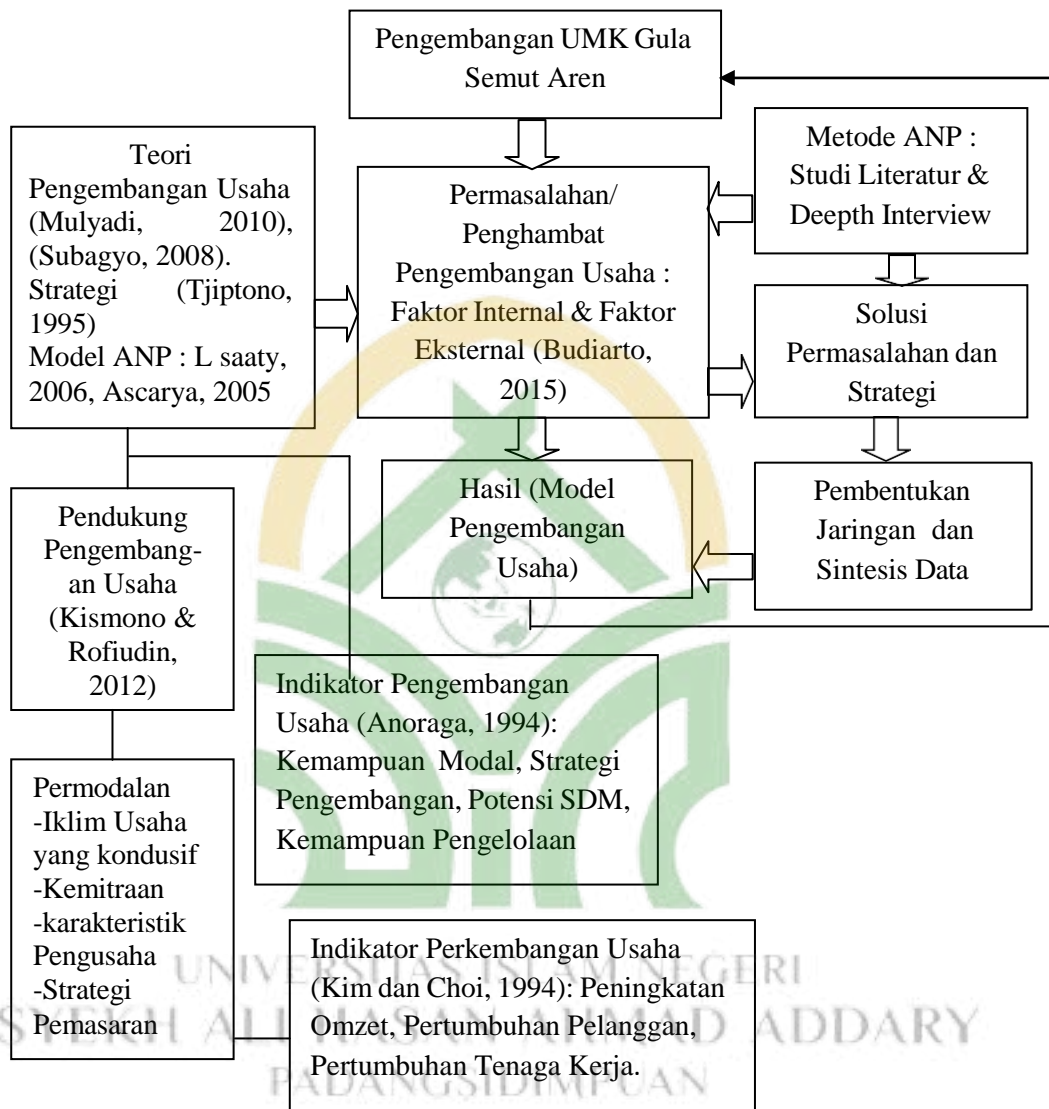 Pengembangan UMK Gula
Semut Aren
Teori
Pengembangan Usaha
(Mulyadi, 2010),
(Subagyo, 2008).
Strategi (Tjiptono,
1995)
Model ANP : L saaty,
2006, Ascarya, 2005
Permasalahan/
Penghambat
Pengembangan Usaha :
Faktor Internal & Faktor
Eksternal (Budiarto,
2015)
Metode ANP :
Studi Literatur &
Deepth Interview
Solusi
Permasalahan dan
Strategi
Pendukung
Pengembang-
an Usaha
(Kismono &
Rofiudin,
2012)
Hasil (Model
Pengembangan
Usaha)
Pembentukan
Jaringan dan
Sintesis Data
Indikator Pengembangan
Usaha (Anoraga, 1994):
Kemampuan Modal, Strategi
Pengembangan, Potensi SDM,
Kemampuan Pengelolaan
Permodalan
-Iklim Usaha
yang kondusif
-Kemitraan
-karakteristik
Pengusaha
-Strategi
Pemasaran
Indikator Perkembangan Usaha
(Kim dan Choi, 1994): Peningkatan
Omzet, Pertumbuhan Pelanggan,
Pertumbuhan Tenaga Kerja.
UNIVERSITAS ISLAM NEGERI
SYEKH ALI HASAN AHMAD ADDARY
PADANGSIDIMPUAN